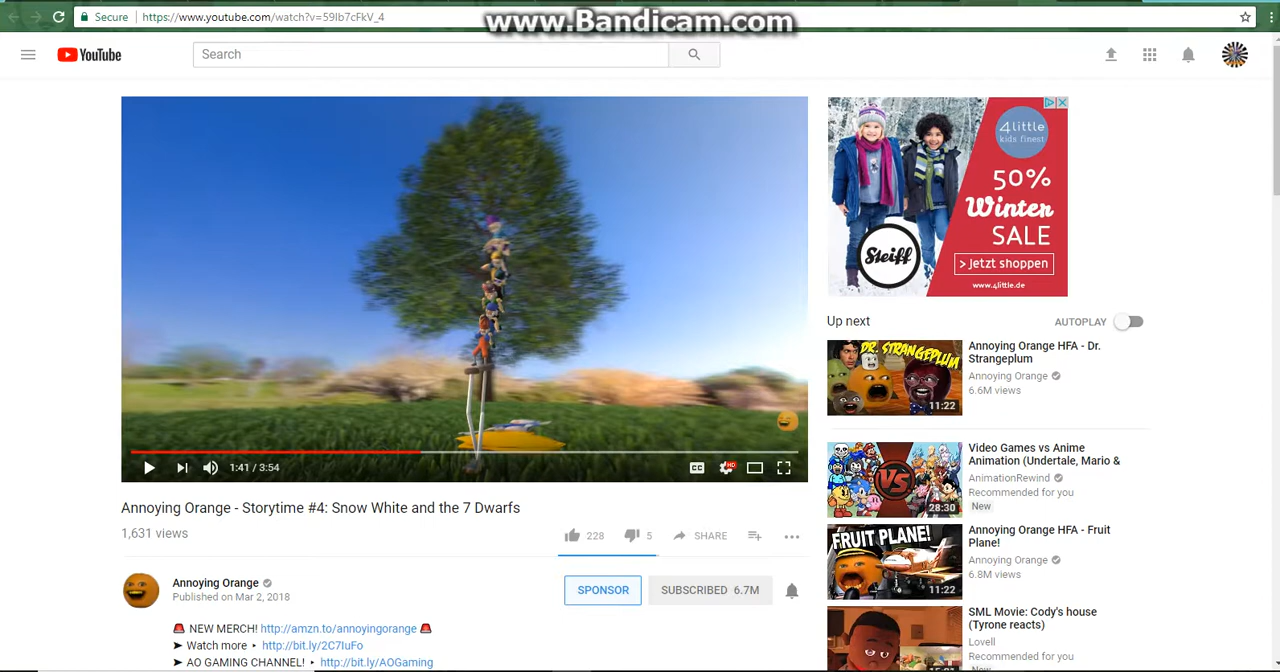 Secure
https://www.youtube.com/watch?v=59Ib7cFkV_4
www.Bandicam.com
YouTube
Search
4little
kids finest
50%
Winter
SALE
Steiff
> Jetzt shoppen
www.4little.de
1:41 / 3:54
CC
HD
Annoying Orange - Storytime #4: Snow White and the 7 Dwarfs
1,631 views
228
5
SHARE
Annoying Orange
Published on Mar 2, 2018
SPONSOR
SUBSCRIBED 6.7M
NEW MERCH! http://amzn.to/annoyingorange
➤ Watch more ‣ http://bit.ly/2C7IuFo
➤ AO GAMING CHANNEL! ‣ http://bit.ly/AOGaming
Up next
AUTOPLAY
DR. STRANGEPLUM
11:22
Annoying Orange HFA - Dr.
Strangeplum
Annoying Orange
6.6M views
VS
28:30
Video Games vs Anime
Animation (Undertale, Mario &
AnimationRewind
Recommended for you
New
FRUIT PLANE!
11:22
Annoying Orange HFA - Fruit
Plane!
Annoying Orange
6.8M views
SML Movie: Cody's house
(Tyrone reacts)
Lovell
Recommended for you